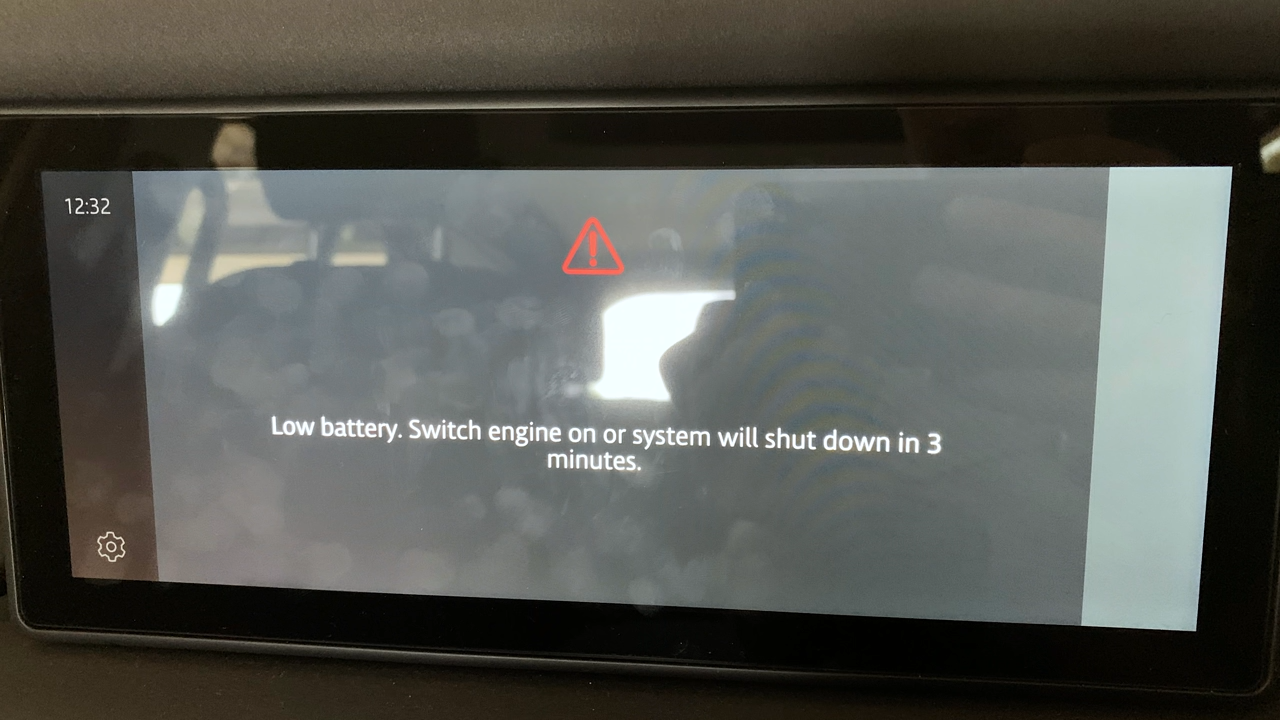 12:32
Low battery. Switch engine on or system will shut down in 3
minutes.